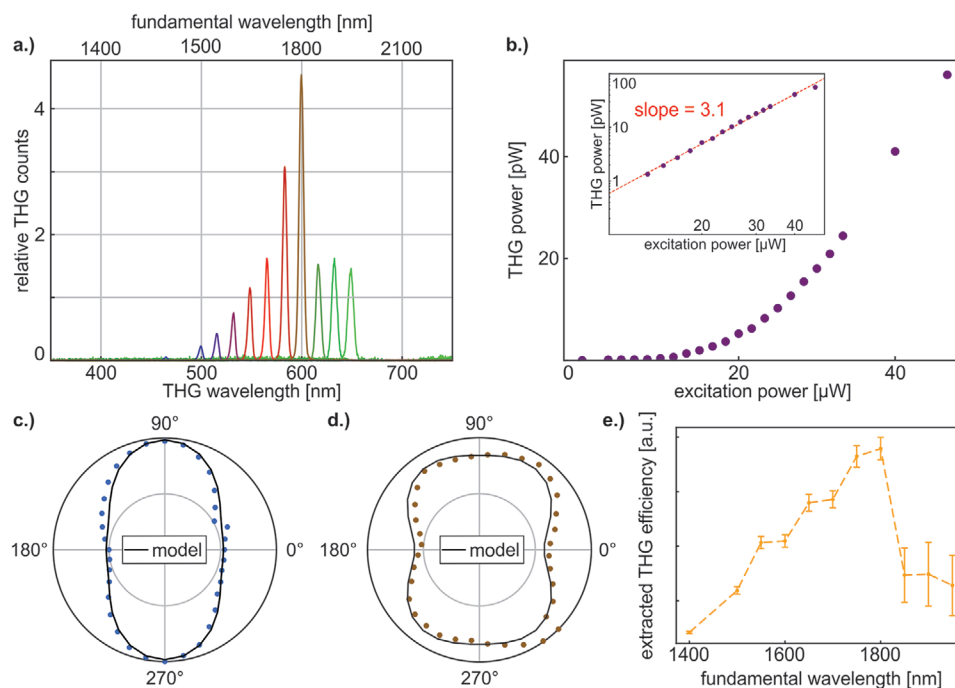 fundamental wavelength [nm]
a.)
1400 1500 1800 2100
relative THG counts
4
2
0
400 500 600 700
THG wavelength [nm]
b.)
THG power [pW]
40
20
0 20 40
excitation power [µW]
slope = 3.1
THG power [pW]
100
10
1
20 30 40
excitation power [µW]
c.)
90°
180°
model
0°
270°
d.)
90°
180°
model
0°
270°
e.)
extracted THG efficiency [a.u.]
1400 1600 1800
fundamental wavelength [nm]